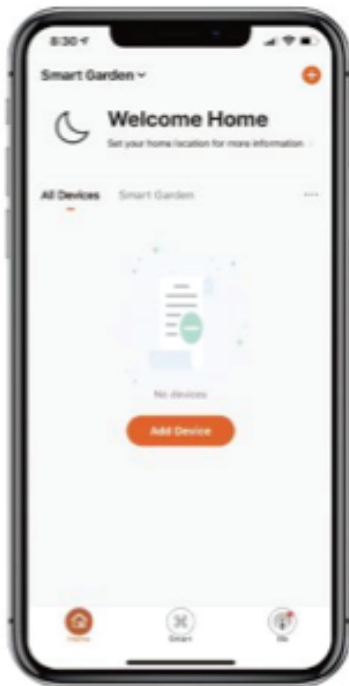 8:30
Smart Garden
Welcome Home
Set your home location for more information
All Devices Smart Garden
No devices
Add Device
Home Smart Me